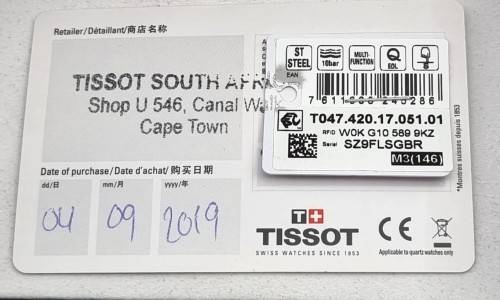 Retailer/Détaillant/商店名称
TISSOT SOUTH AFRI
Shop U 546, Canal Walk
Cape Town
Date of purchase/Date d'achat/购买日期
dd/日 mm/月 yyyy/年
04 09 2019
ST STEEL
10bar
MULTI-FUNCTION
Q EOL
8
EAN
T047.420.17.051.01
RFID W0K G10 589 9KZ
Serial SZ9FLSGBR
M3(146)
T+
TISSOT
SWISS WATCHES SINCE 1853
CE
Applicable to quartz watches only
*Montres suisses depuis 1853